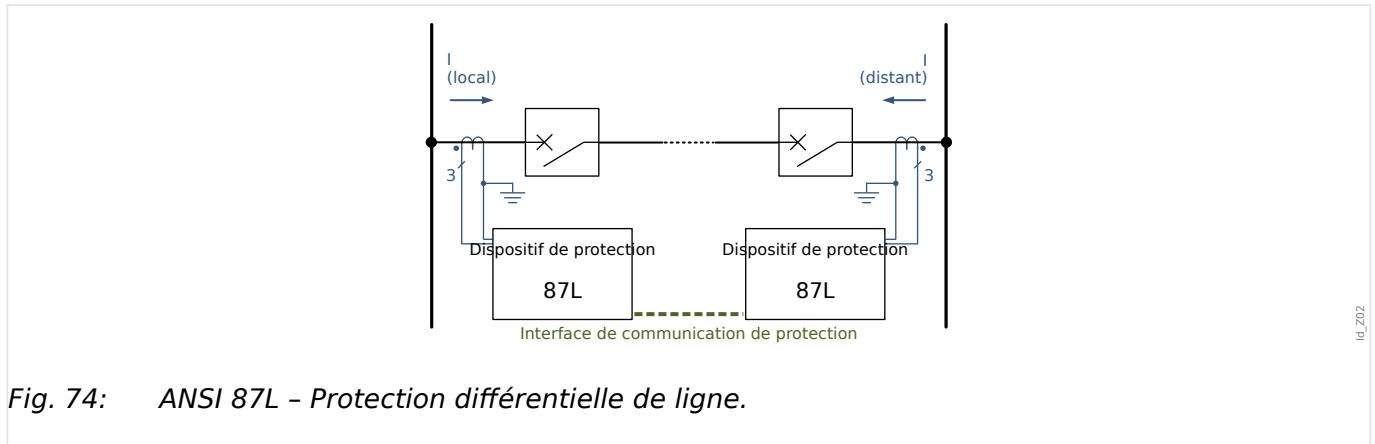 I
(local)
I
(distant)
3
3
Dispositif de protection
87L
Dispositif de protection
87L
Interface de communication de protection
ld_Z02
Fig. 74: ANSI 87L – Protection différentielle de ligne.